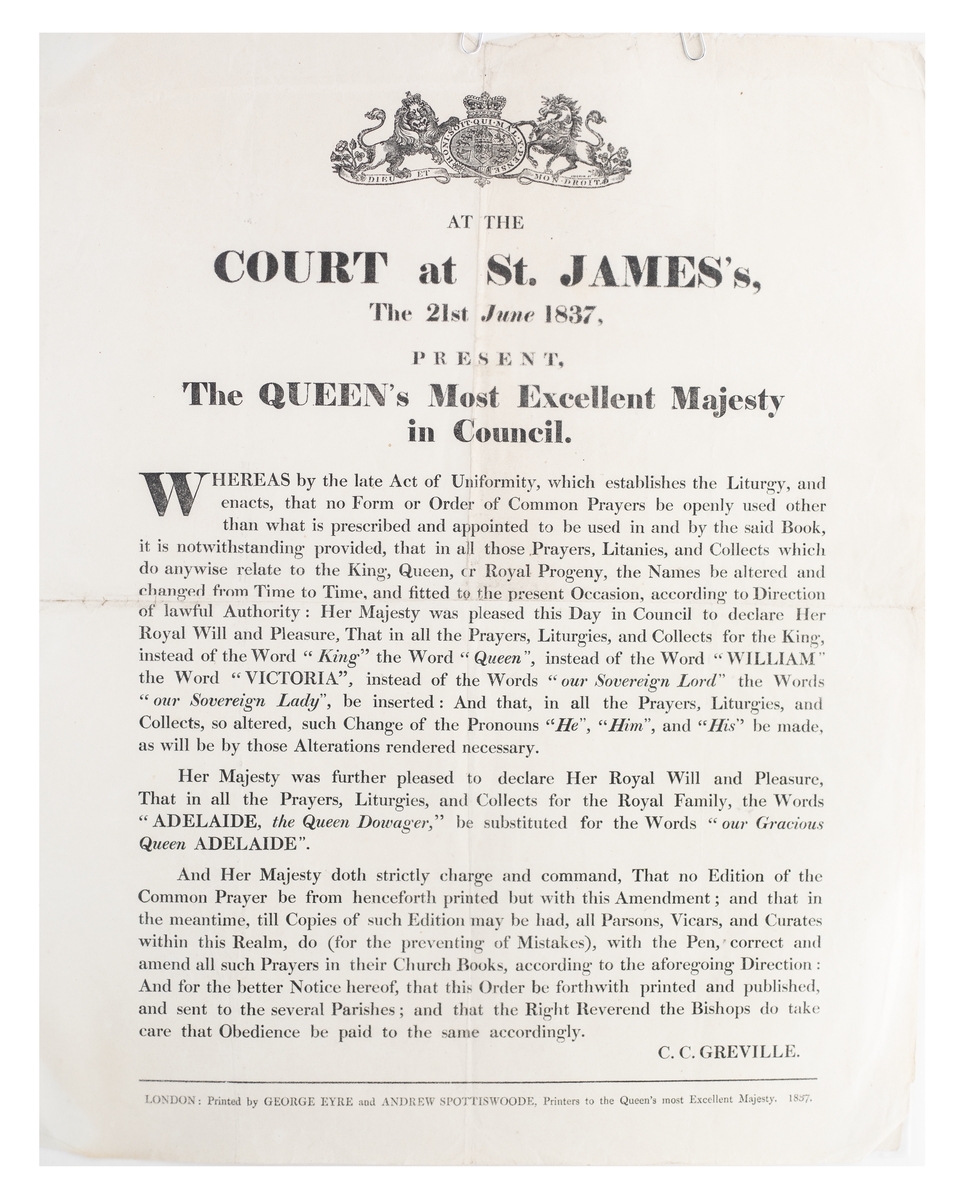 HONI·SOIT·QUI·MAL·Y·PENSE
DIEU ET MON·DROIT
AT THE
COURT at St. JAMES's,
The 21st June 1837,
PRESENT,
The QUEEN's Most Excellent Majesty
in Council.
WHEREAS by the late Act of Uniformity, which establishes the Liturgy, and
enacts, that no Form or Order of Common Prayers be openly used other
than what is prescribed and appointed to be used in and by the said Book,
it is notwithstanding provided, that in all those Prayers, Litanies, and Collects which
do anywise relate to the King, Queen, or Royal Progeny, the Names be altered and
changed from Time to Time, and fitted to the present Occasion, according to Direction
of lawful Authority : Her Majesty was pleased this Day in Council to declare Her
Royal Will and Pleasure, That in all the Prayers, Liturgies, and Collects for the King,
instead of the Word “ King” the Word “ Queen”, instead of the Word “ WILLIAM”
the Word “ VICTORIA”, instead of the Words “ our Sovereign Lord” the Words
“ our Sovereign Lady”, be inserted : And that, in all the Prayers, Liturgies, and
Collects, so altered, such Change of the Pronouns “He”, “Him”, and “His” be made,
as will be by those Alterations rendered necessary.
Her Majesty was further pleased to declare Her Royal Will and Pleasure,
That in all the Prayers, Liturgies, and Collects for the Royal Family, the Words
“ ADELAIDE, the Queen Dowager,” be substituted for the Words “ our Gracious
Queen ADELAIDE”.
And Her Majesty doth strictly charge and command, That no Edition of the
Common Prayer be from henceforth printed but with this Amendment ; and that in
the meantime, till Copies of such Edition may be had, all Parsons, Vicars, and Curates
within this Realm, do (for the preventing of Mistakes), with the Pen, correct and
amend all such Prayers in their Church Books, according to the aforegoing Direction :
And for the better Notice hereof, that this Order be forthwith printed and published,
and sent to the several Parishes ; and that the Right Reverend the Bishops do take
care that Obedience be paid to the same accordingly.
C. C. GREVILLE.
LONDON : Printed by GEORGE EYRE and ANDREW SPOTTISWOODE, Printers to the Queen's most Excellent Majesty. 1837.